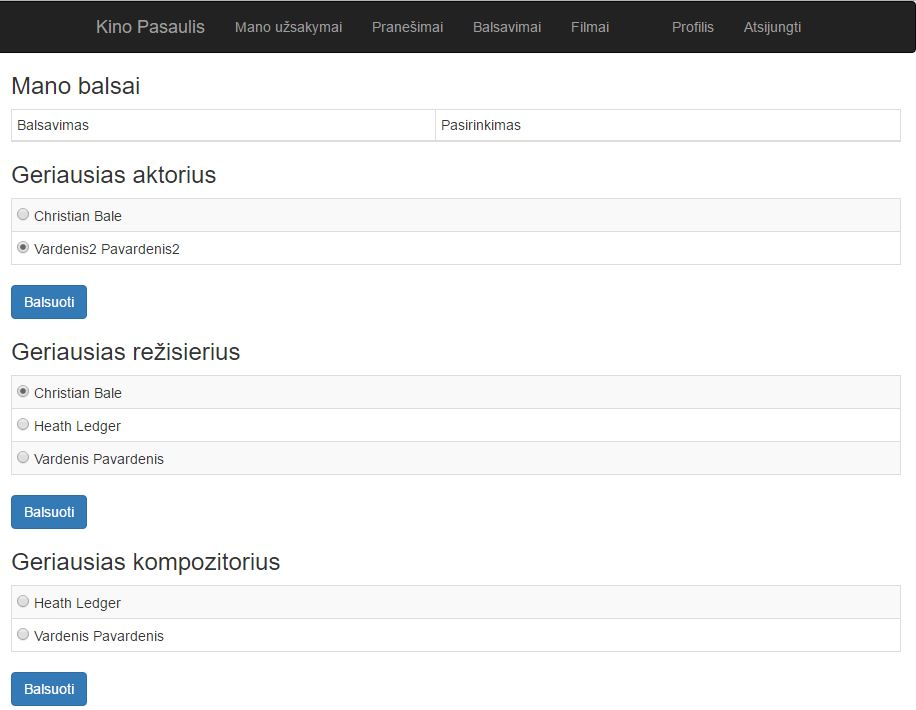 Kino Pasaulis Mano užsakymai Pranešimai Balsavimai Filmai Profilis Atsijungti
Mano balsai
Balsavimas Pasirinkimas
Geriausias aktorius
Christian Bale
Vardenis2 Pavardenis2
Balsuoti
Geriausias režisierius
Christian Bale
Heath Ledger
Vardenis Pavardenis
Balsuoti
Geriausias kompozitorius
Heath Ledger
Vardenis Pavardenis
Balsuoti